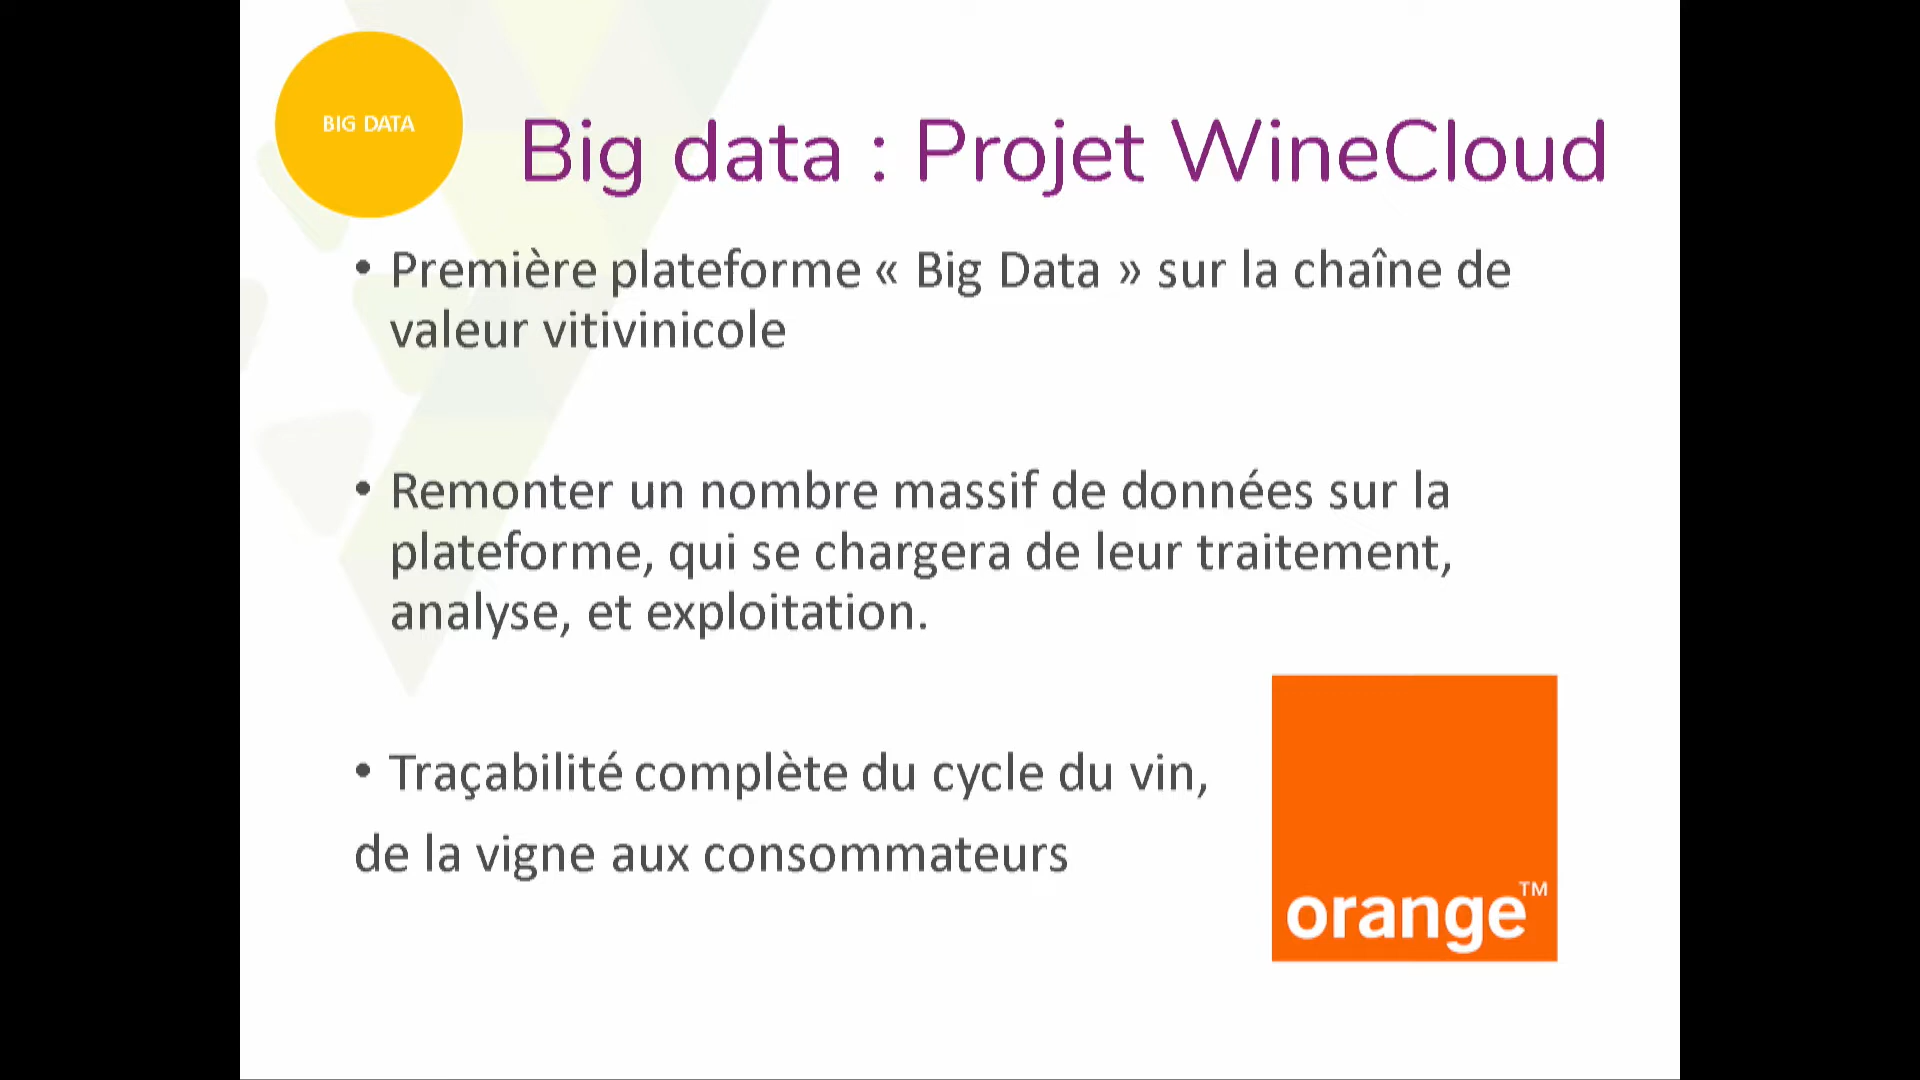 BIG DATA
Big data : Projet WineCloud
• Première plateforme « Big Data » sur la chaîne de
valeur vitivinicole
• Remonter un nombre massif de données sur la
plateforme, qui se chargera de leur traitement,
analyse, et exploitation.
• Traçabilité complète du cycle du vin,
de la vigne aux consommateurs
orange™